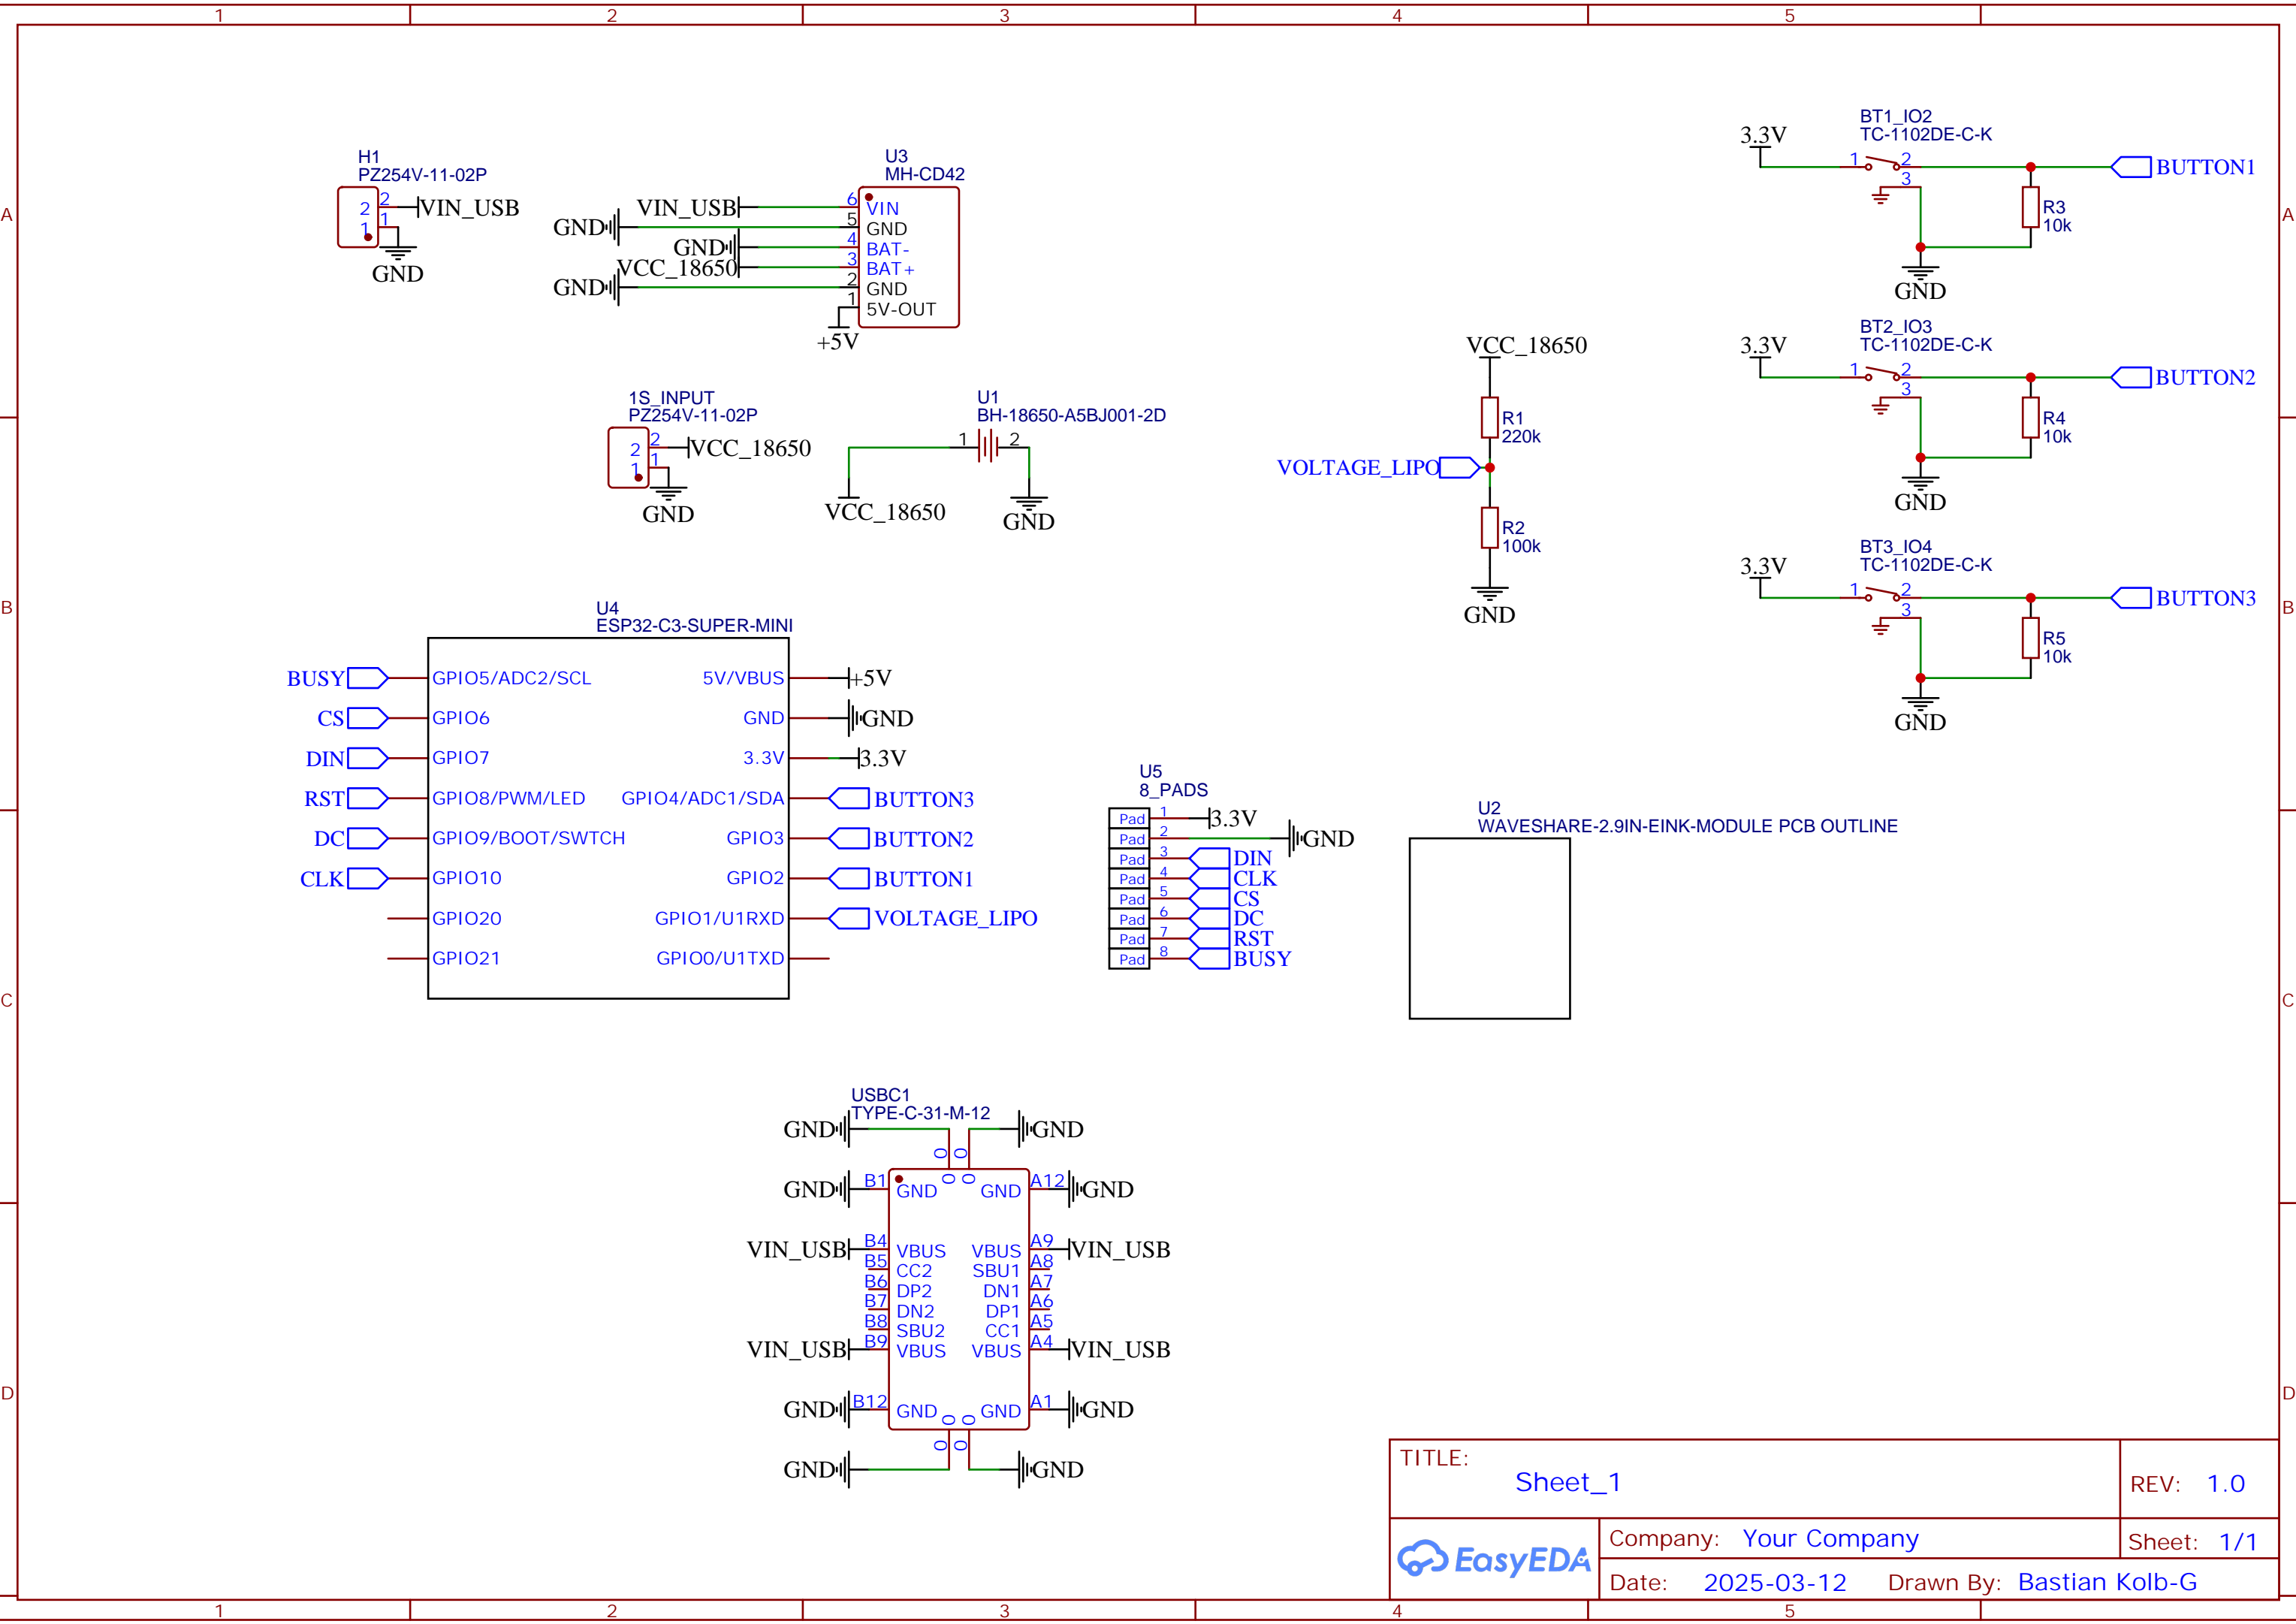 1 2 3 4 5
A A
B B
C C
D D
H1
PZ254V-11-02P
2 2 VIN_USB
1 1
GND
U3
MH-CD42
VIN_USB 6 VIN
GND 5 GND
GND 4 BAT-
VCC_18650 3 BAT+
GND 2 GND
1 5V-OUT
+5V
1S_INPUT
PZ254V-11-02P
2 2 VCC_18650
1 1
GND
U1
BH-18650-A5BJ001-2D
1 2
VCC_18650 GND
VCC_18650
R1
220k
VOLTAGE_LIPO
R2
100k
GND
BT1_IO2
TC-1102DE-C-K
3.3V
1 2 BUTTON1
3
R3
10k
GND
BT2_IO3
TC-1102DE-C-K
3.3V
1 2 BUTTON2
3
R4
10k
GND
BT3_IO4
TC-1102DE-C-K
3.3V
1 2 BUTTON3
3
R5
10k
GND
U4
ESP32-C3-SUPER-MINI
BUSY GPIO5/ADC2/SCL 5V/VBUS +5V
CS GPIO6 GND GND
DIN GPIO7 3.3V 3.3V
RST GPIO8/PWM/LED GPIO4/ADC1/SDA BUTTON3
DC GPIO9/BOOT/SWTCH GPIO3 BUTTON2
CLK GPIO10 GPIO2 BUTTON1
GPIO20 GPIO1/U1RXD VOLTAGE_LIPO
GPIO21 GPIO0/U1TXD
U5
8_PADS
Pad 1 3.3V
Pad 2 GND
Pad 3 DIN
Pad 4 CLK
Pad 5 CS
Pad 6 DC
Pad 7 RST
Pad 8 BUSY
U2
WAVESHARE-2.9IN-EINK-MODULE PCB OUTLINE
USBC1
TYPE-C-31-M-12
GND GND
0 0
0 0
GND B1 GND GND A12 GND
VIN_USB B4 VBUS VBUS A9 VIN_USB
B5 CC2 SBU1 A8
B6 DP2 DN1 A7
B7 DN2 DP1 A6
B8 SBU2 CC1 A5
VIN_USB B9 VBUS VBUS A4 VIN_USB
GND B12 GND GND A1 GND
0 0
0 0
GND GND
TITLE:
Sheet_1
REV: 1.0
EasyEDA
Company: Your Company
Sheet: 1/1
Date: 2025-03-12
Drawn By: Bastian Kolb-G
1 2 3 4 5